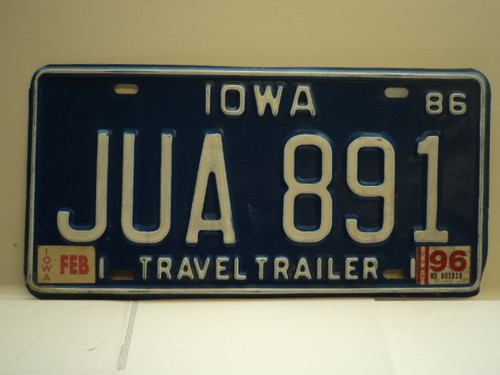 IOWA 86
JUA 891
IOWA FEB TRAVEL TRAILER 96